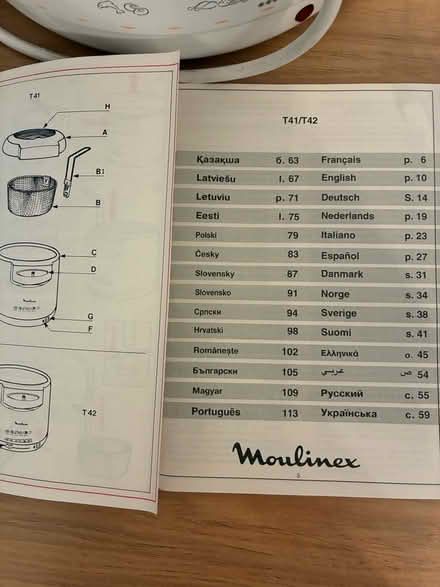 T41
H
A
B1
B
C
D
G
F
T42
Moulinex
T41/T42
Қазақша б. 63 Français p. 6
Latviešu l. 67 English p. 10
Letuviu p. 71 Deutsch S. 14
Eesti l. 75 Nederlands p. 19
Polski 79 Italiano p. 23
Česky 83 Español p. 27
Slovensky 87 Danmark s. 31
Slovensko 91 Norge s. 34
Српски 94 Sverige s. 38
Hrvatski 98 Suomi s. 41
Româneşte 102 Ελληνικά σ. 45
Български 105 عربي ص 54
Magyar 109 Русский с. 55
Português 113 Українська с. 59
Moulinex
5